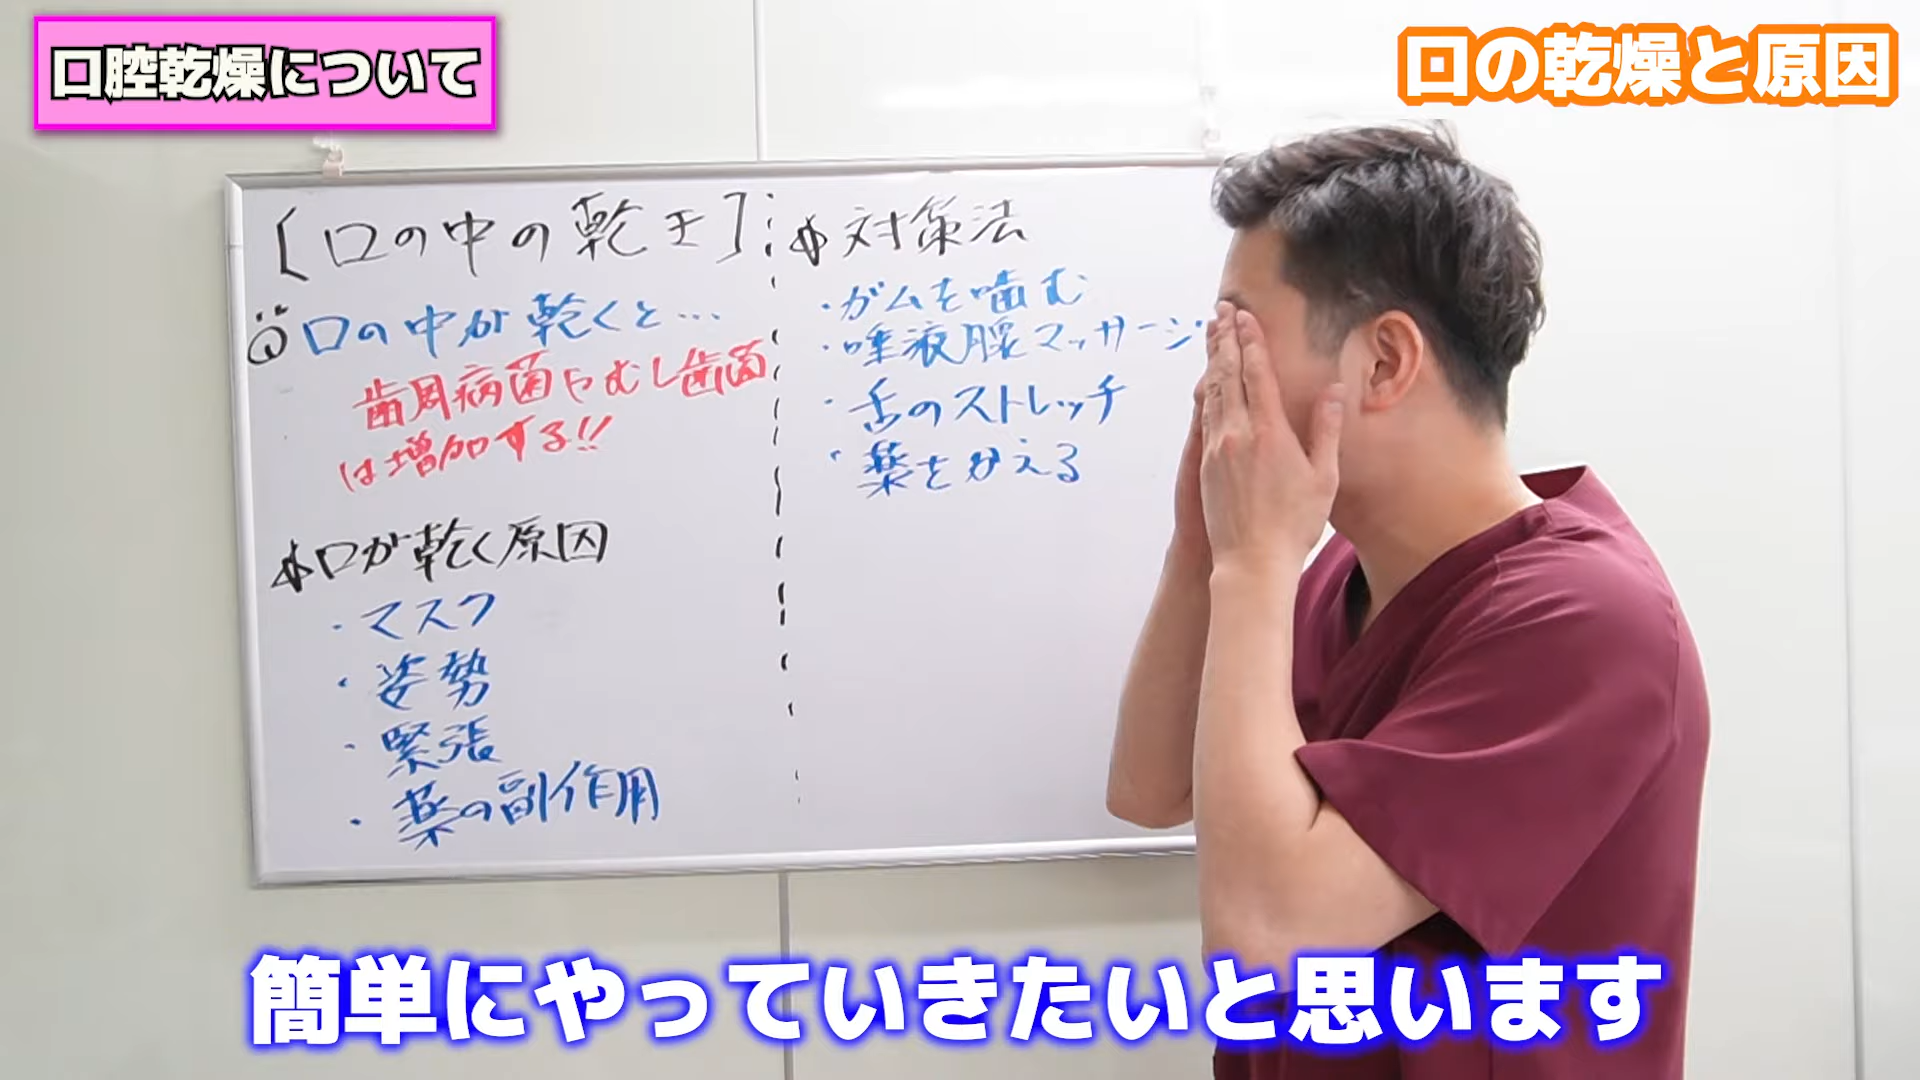 口腔乾燥について
口の乾燥と原因
[口の中の乾き]
口の中が乾くと…
歯周病菌やむし歯菌
は増加する!!
口が乾く原因
・マスク
・姿勢
・緊張
・薬の副作用
対策法
・ガムを噛む
・唾液腺マッサージ
・舌のストレッチ
・薬をかえる
簡単にやっていきたいと思います